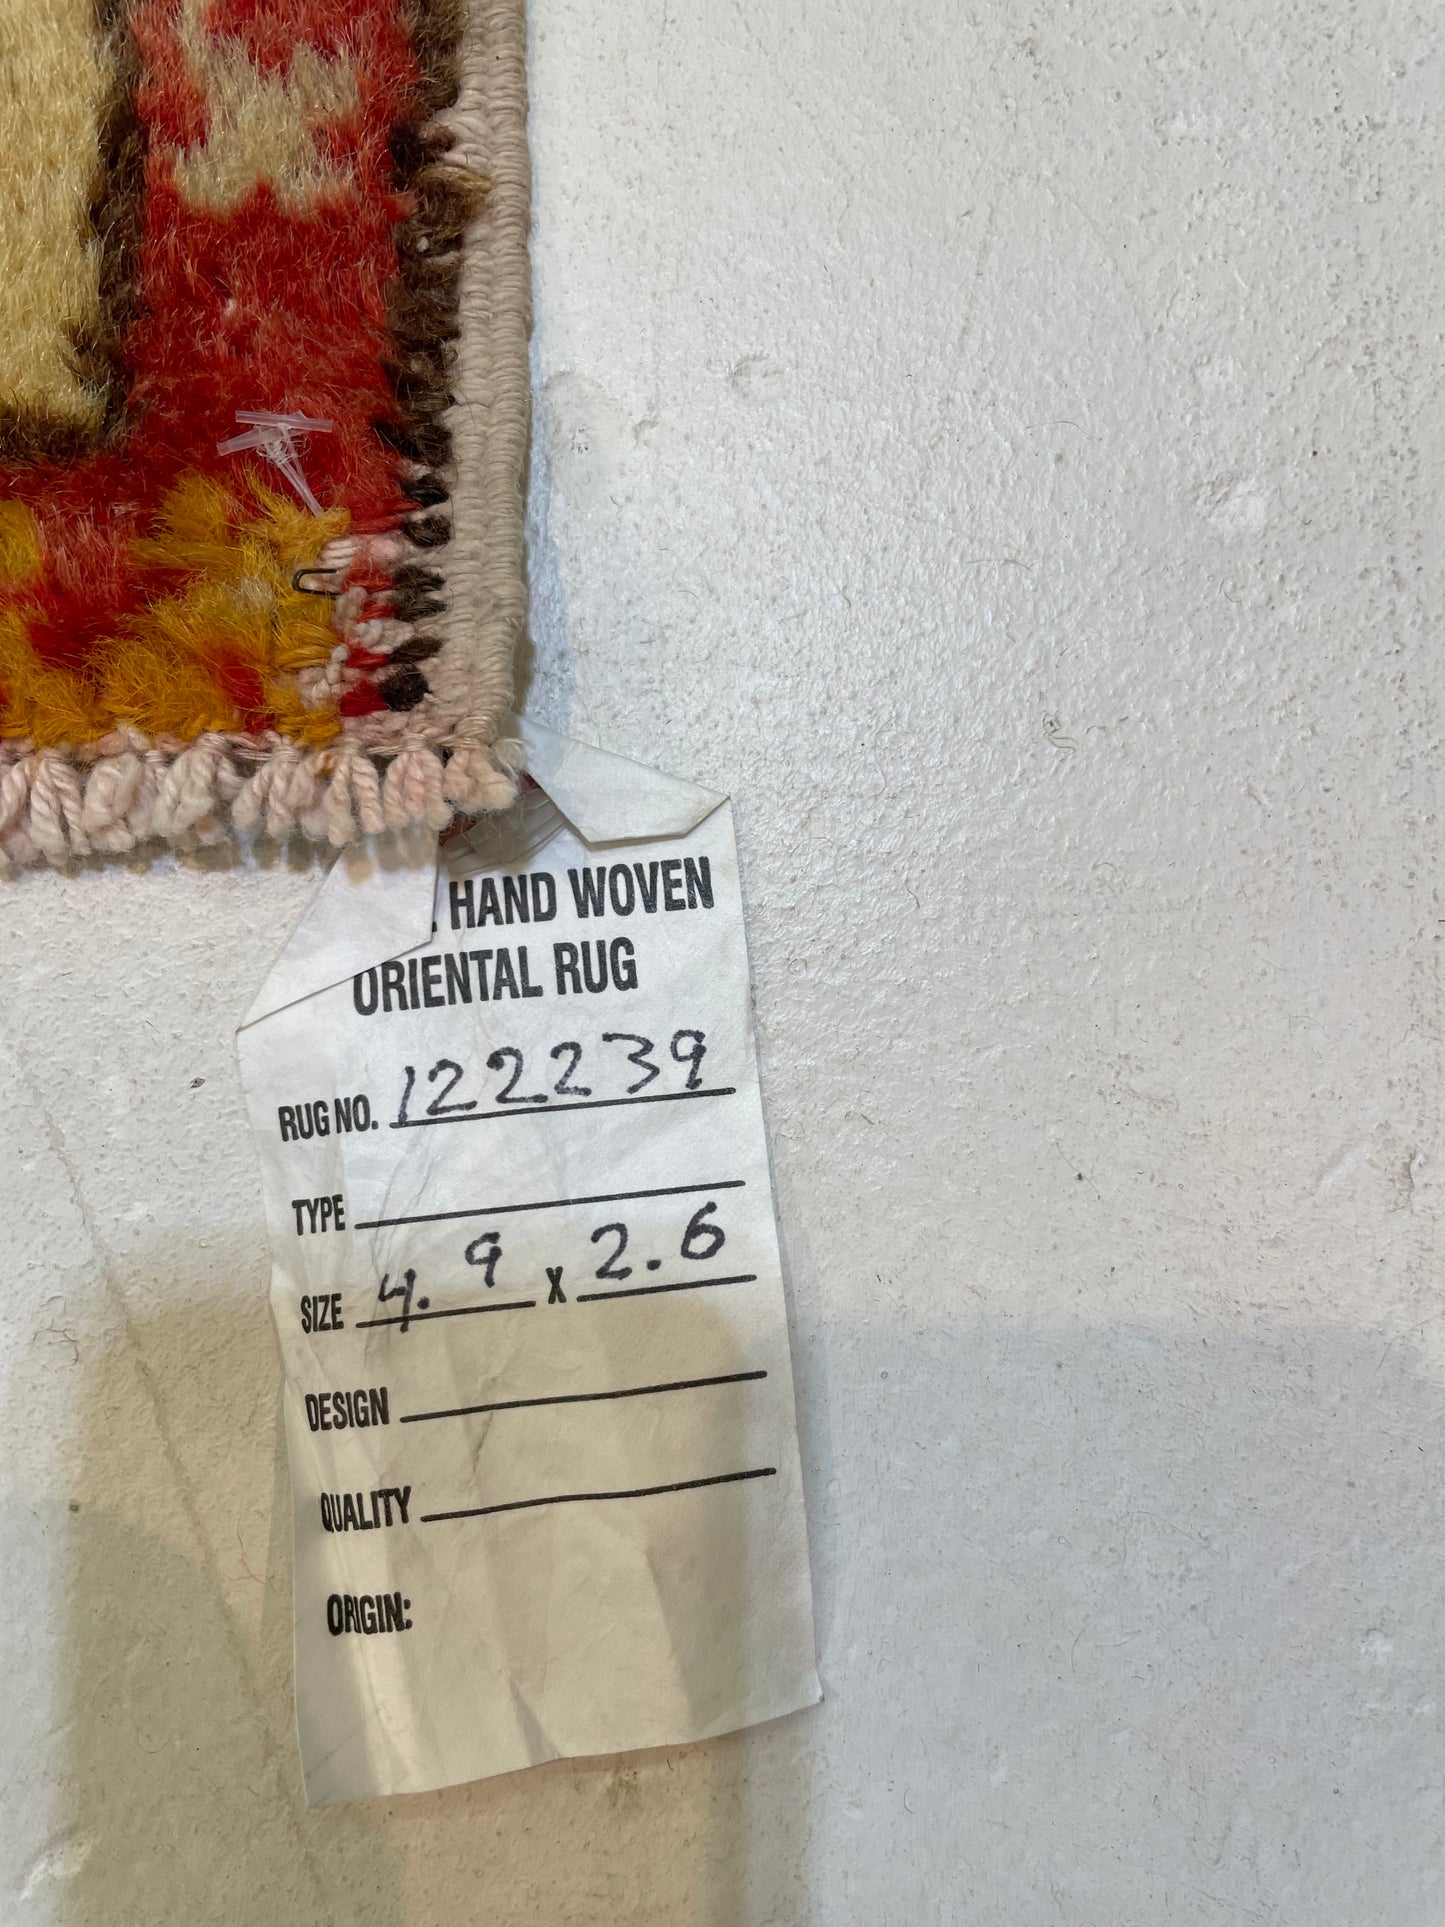 HAND WOVEN
ORIENTAL RUG
RUG NO. 122239
TYPE
SIZE 4.9 X 2.6
DESIGN
QUALITY
ORIGIN: